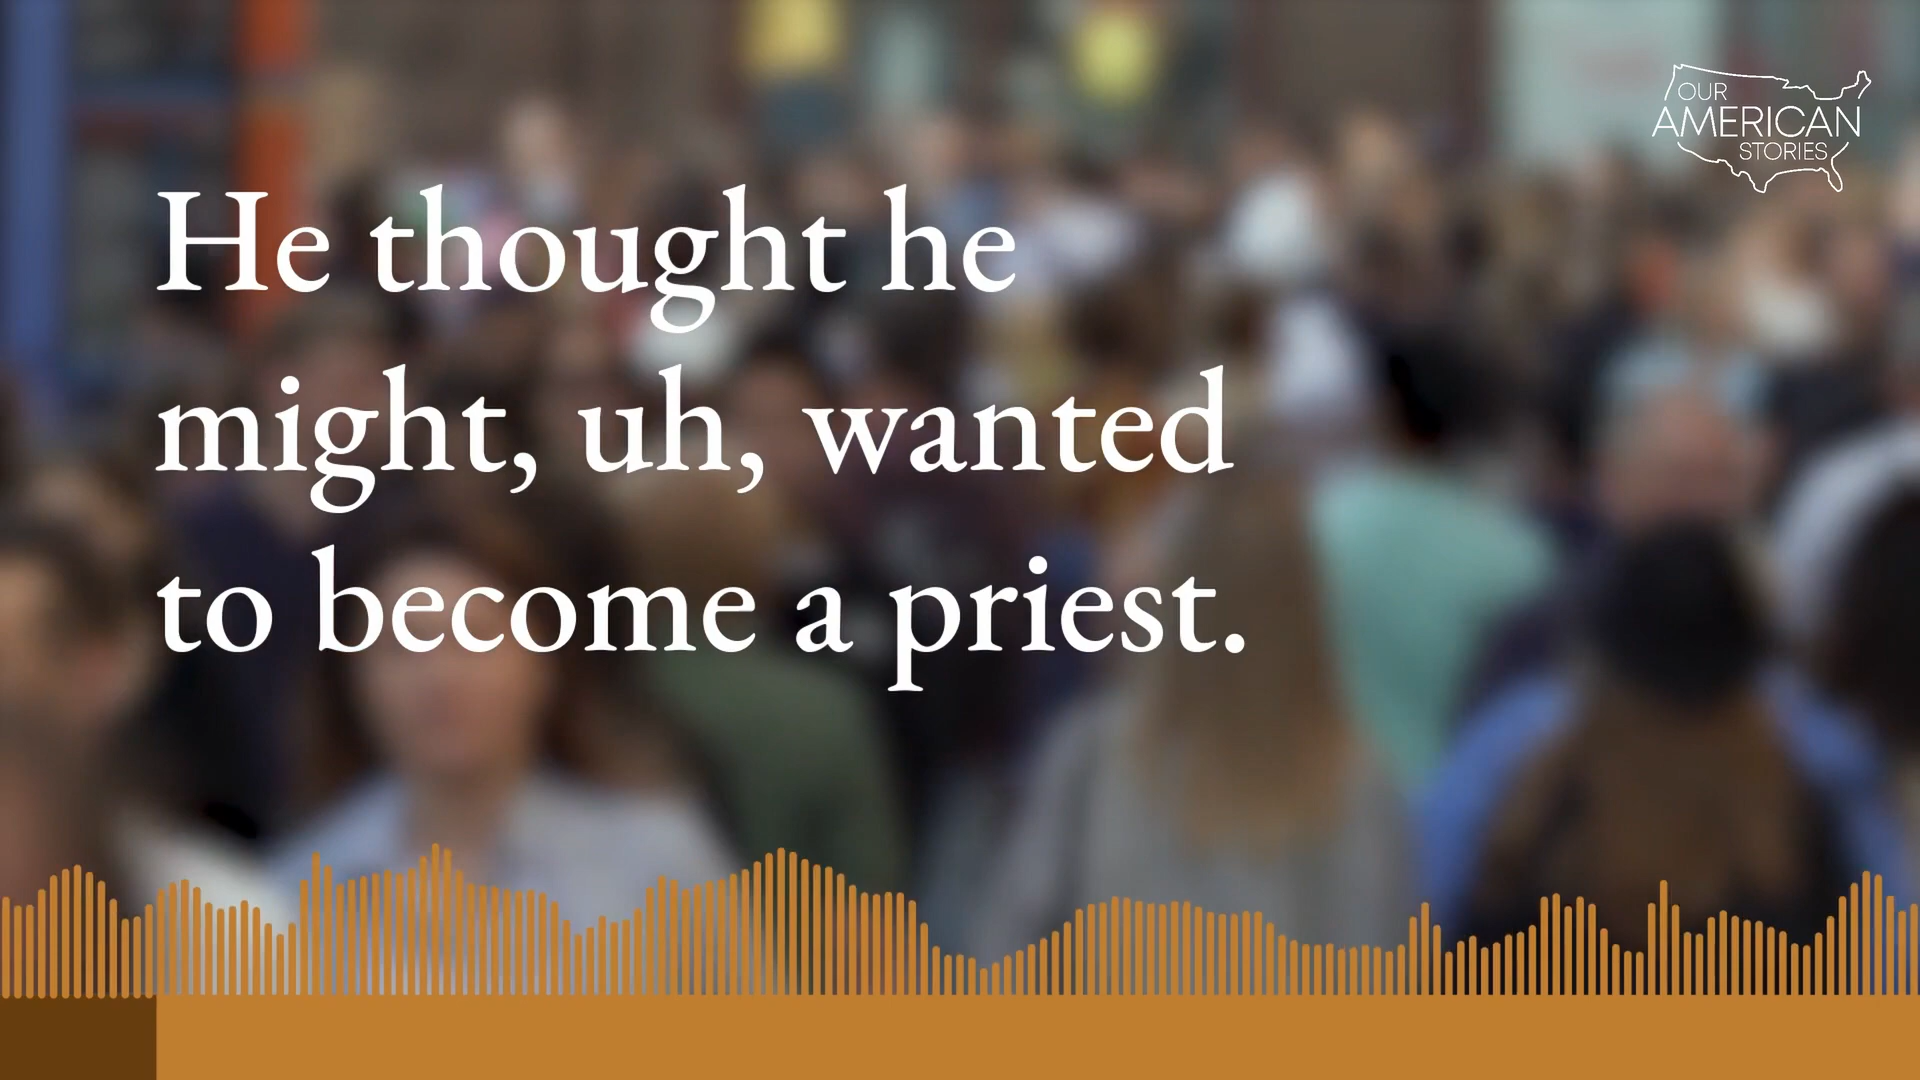 OUR
AMERICAN
STORIES
He thought he
might, uh, wanted
to become a priest.